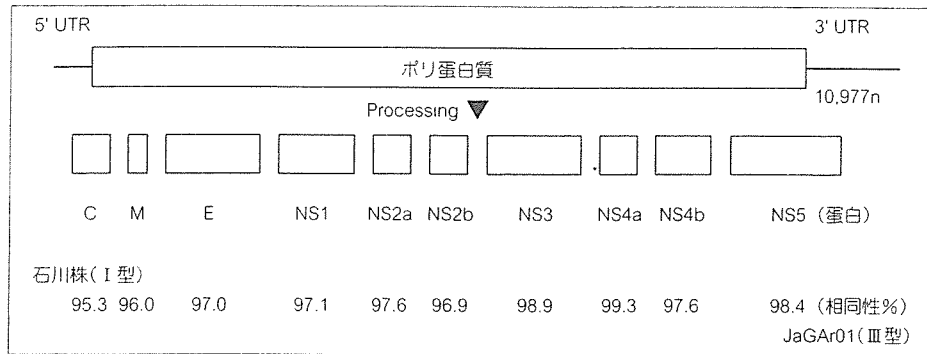 5' UTR
3' UTR
ポリ蛋白質
10,977n
Processing
C M E NS1 NS2a NS2b NS3 NS4a NS4b NS5 (蛋白)
石川株(Ⅰ型)
95.3 96.0 97.0 97.1 97.6 96.9 98.9 99.3 97.6 98.4 (相同性%)
JaGAr01(Ⅲ型)